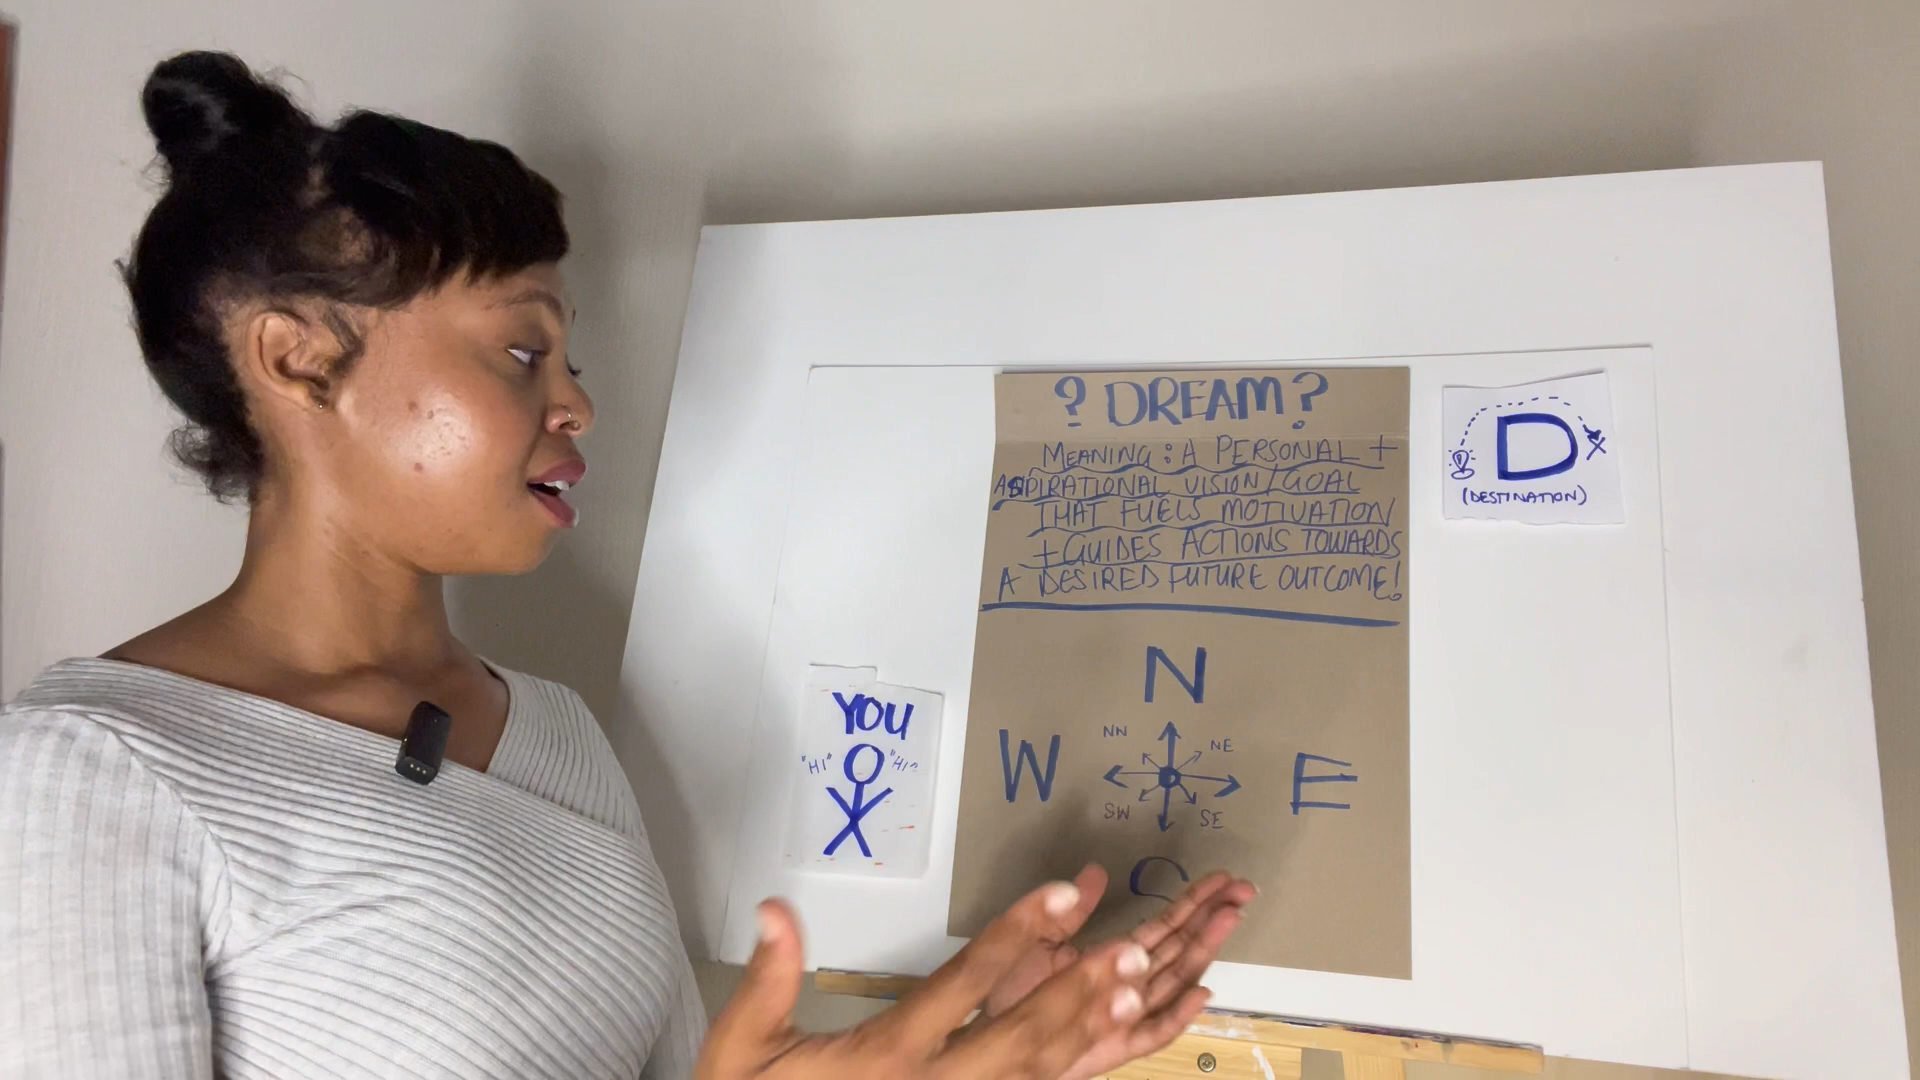 ? DREAM?
MEANING: A PERSONAL +
ASPIRATIONAL VISION/GOAL
THAT FUELS MOTIVATION
+ GUIDES ACTIONS TOWARDS
A DESIRED FUTURE OUTCOME!
D
(DESTINATION)
X
YOU
"HI" "HI"
N
NN NE
W E
SW SE
S